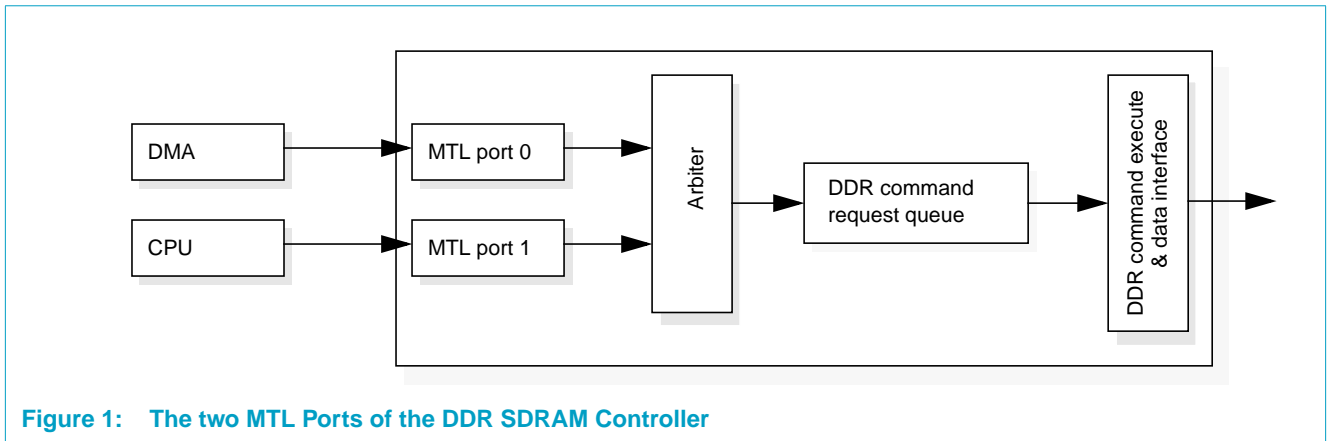 DMA
MTL port 0
CPU
MTL port 1
Arbiter
DDR command
request queue
DDR command execute
& data interface
Figure 1: The two MTL Ports of the DDR SDRAM Controller